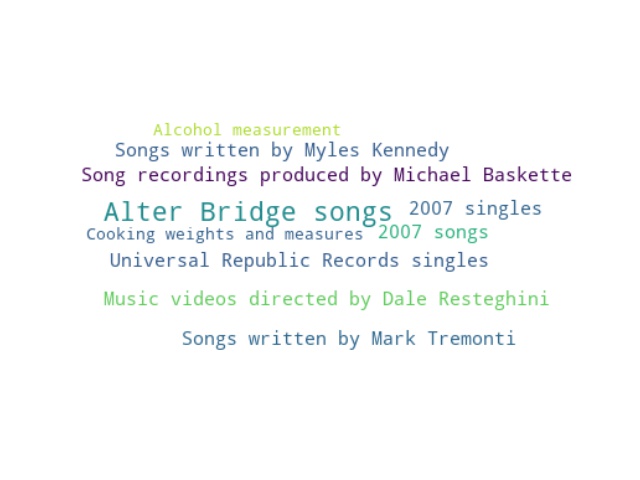 Alcohol measurement
Songs written by Myles Kennedy
Song recordings produced by Michael Baskette
Alter Bridge songs
2007 singles
Cooking weights and measures
2007 songs
Universal Republic Records singles
Music videos directed by Dale Resteghini
Songs written by Mark Tremonti